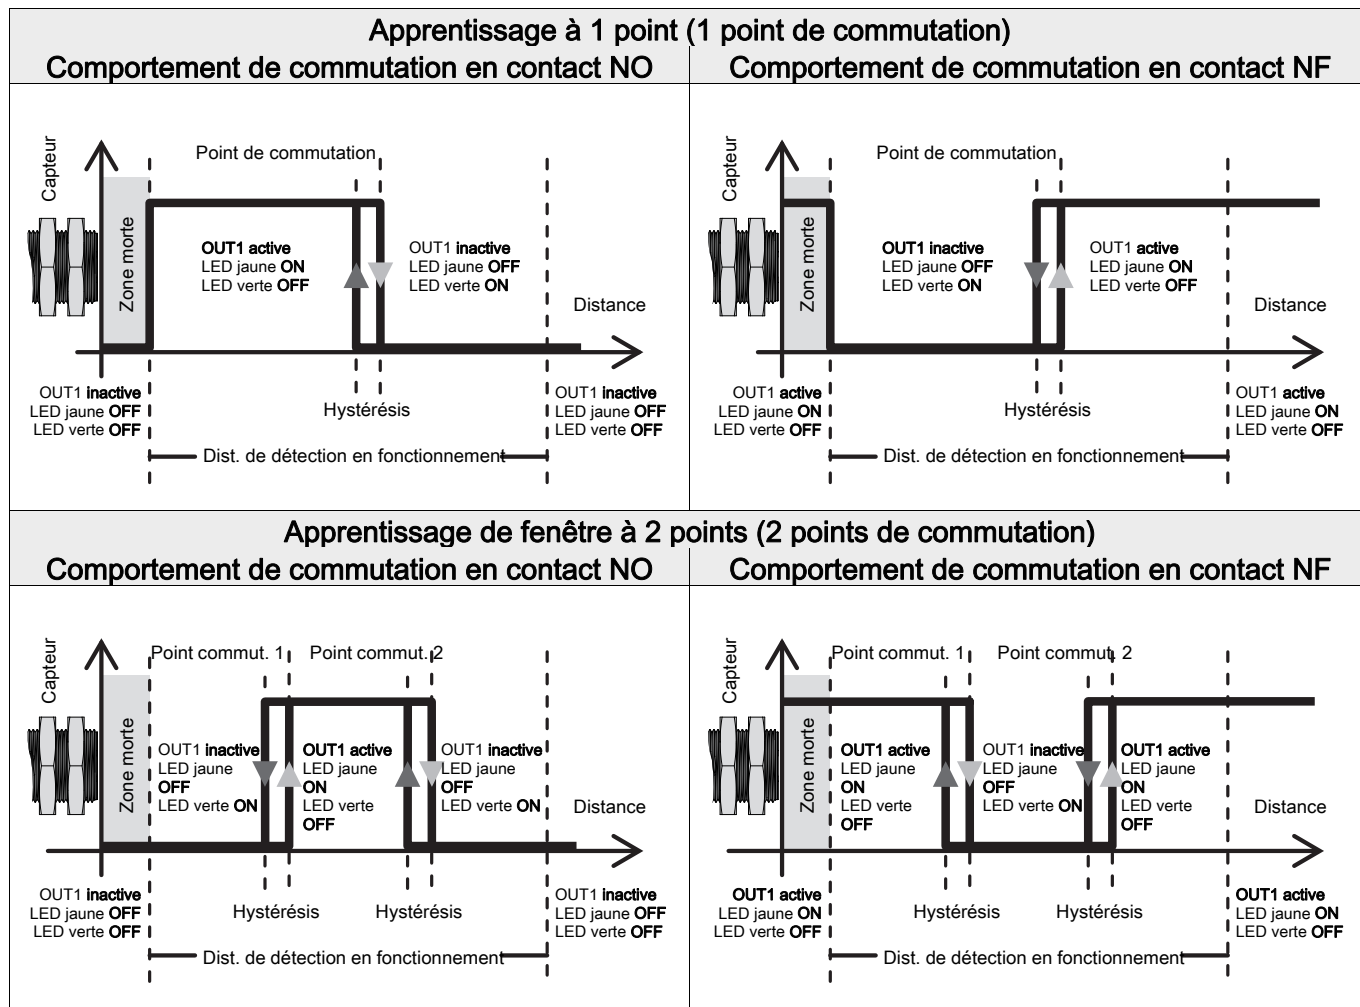 Apprentissage à 1 point (1 point de commutation)
Comportement de commutation en contact NO
Comportement de commutation en contact NF
Capteur
Zone morte
Point de commutation
OUT1 active
LED jaune ON
LED verte OFF
OUT1 inactive
LED jaune OFF
LED verte ON
Distance
OUT1 inactive
LED jaune OFF
LED verte OFF
Hystérésis
OUT1 inactive
LED jaune OFF
LED verte OFF
Dist. de détection en fonctionnement
Capteur
Zone morte
Point de commutation
OUT1 inactive
LED jaune OFF
LED verte ON
OUT1 active
LED jaune ON
LED verte OFF
Distance
OUT1 active
LED jaune ON
LED verte OFF
Hystérésis
OUT1 active
LED jaune ON
LED verte OFF
Dist. de détection en fonctionnement
Apprentissage de fenêtre à 2 points (2 points de commutation)
Comportement de commutation en contact NO
Comportement de commutation en contact NF
Capteur
Zone morte
Point commut. 1
Point commut. 2
OUT1 inactive
LED jaune
OFF
LED verte ON
OUT1 active
LED jaune
ON
LED verte
OFF
OUT1 inactive
LED jaune
OFF
LED verte ON
Distance
OUT1 inactive
LED jaune OFF
LED verte OFF
Hystérésis
Hystérésis
OUT1 inactive
LED jaune OFF
LED verte OFF
Dist. de détection en fonctionnement
Capteur
Zone morte
Point commut. 1
Point commut. 2
OUT1 active
LED jaune
ON
LED verte
OFF
OUT1 inactive
LED jaune
OFF
LED verte ON
OUT1 active
LED jaune
ON
LED verte
OFF
Distance
OUT1 active
LED jaune ON
LED verte OFF
Hystérésis
Hystérésis
OUT1 active
LED jaune ON
LED verte OFF
Dist. de détection en fonctionnement